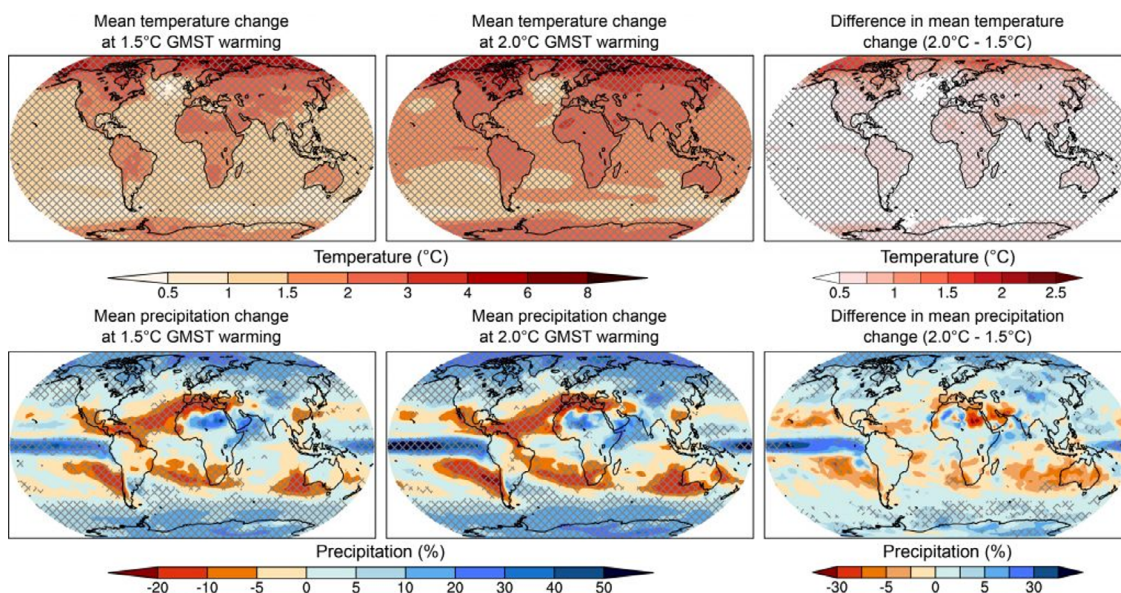 Mean temperature change
at 1.5°C GMST warming
Mean temperature change
at 2.0°C GMST warming
Difference in mean temperature
change (2.0°C - 1.5°C)
Temperature (°C)
0.5 1 1.5 2 3 4 6 8
Temperature (°C)
0.5 1 1.5 2 2.5
Mean precipitation change
at 1.5°C GMST warming
Mean precipitation change
at 2.0°C GMST warming
Difference in mean precipitation
change (2.0°C - 1.5°C)
Precipitation (%)
-20 -10 -5 0 5 10 20 30 40 50
Precipitation (%)
-30 -5 0 5 30